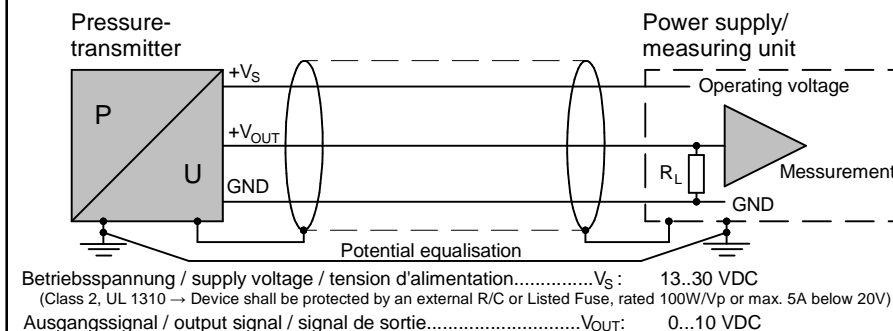 Pressure-
transmitter
Power supply/
measuring unit
+VS
Operating voltage
P
+VOUT
U
RL
Messurement
GND
GND
Potential equalisation
Betriebsspannung / supply voltage / tension d'alimentation...............VS : 13..30 VDC
(Class 2, UL 1310 → Device shall be protected by an external R/C or Listed Fuse, rated 100W/Vp or max. 5A below 20V)
Ausgangssignal / output signal / signal de sortie.............................VOUT: 0...10 VDC